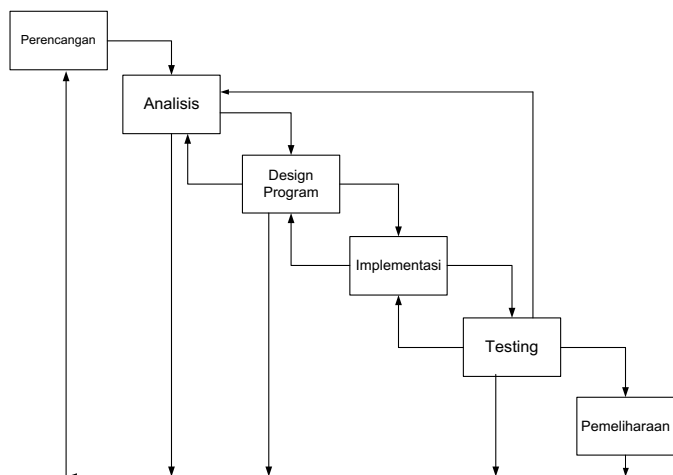 Perencangan
Analisis
Design
Program
Implementasi
Testing
Pemeliharaan